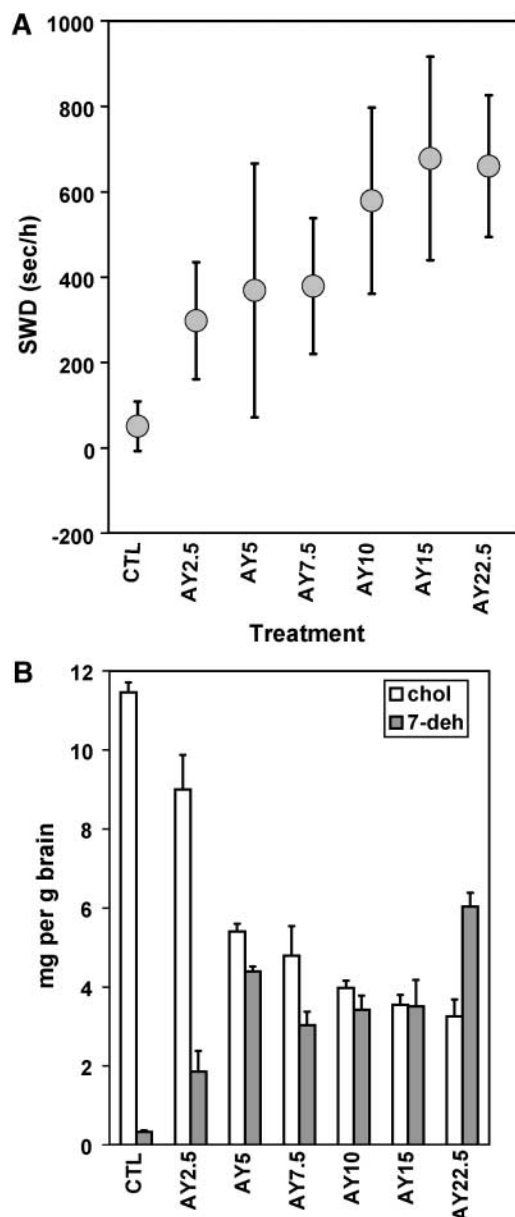 A
1000
800
600
400
200
0
-200
SWD (sec/h)
CTL
AY2.5
AY5
AY7.5
AY10
AY15
AY22.5
Treatment
B
12
10
8
6
4
2
0
mg per g brain
chol
7-deh
CTL
AY2.5
AY5
AY7.5
AY10
AY15
AY22.5